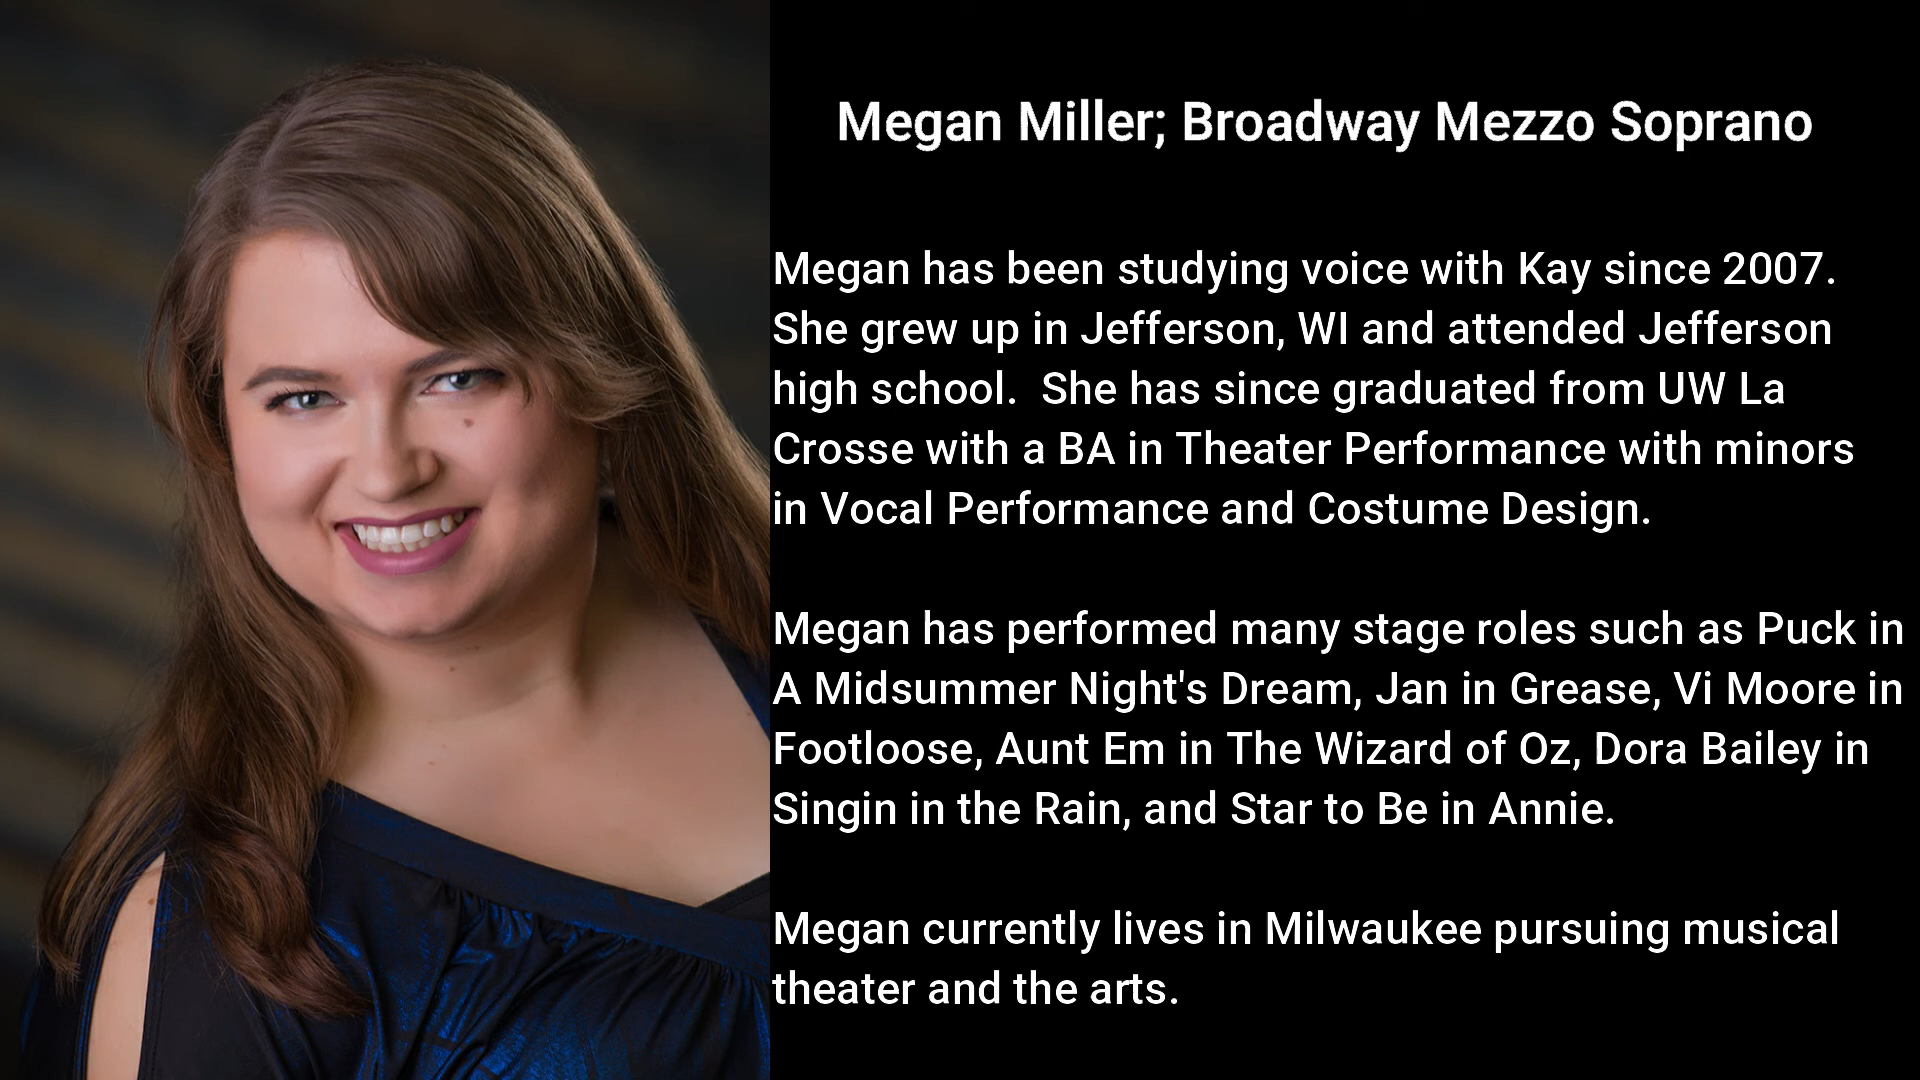 Megan Miller; Broadway Mezzo Soprano
Megan has been studying voice with Kay since 2007.
She grew up in Jefferson, WI and attended Jefferson
high school.  She has since graduated from UW La
Crosse with a BA in Theater Performance with minors
in Vocal Performance and Costume Design.
Megan has performed many stage roles such as Puck in
A Midsummer Night's Dream, Jan in Grease, Vi Moore in
Footloose, Aunt Em in The Wizard of Oz, Dora Bailey in
Singin in the Rain, and Star to Be in Annie.
Megan currently lives in Milwaukee pursuing musical
theater and the arts.